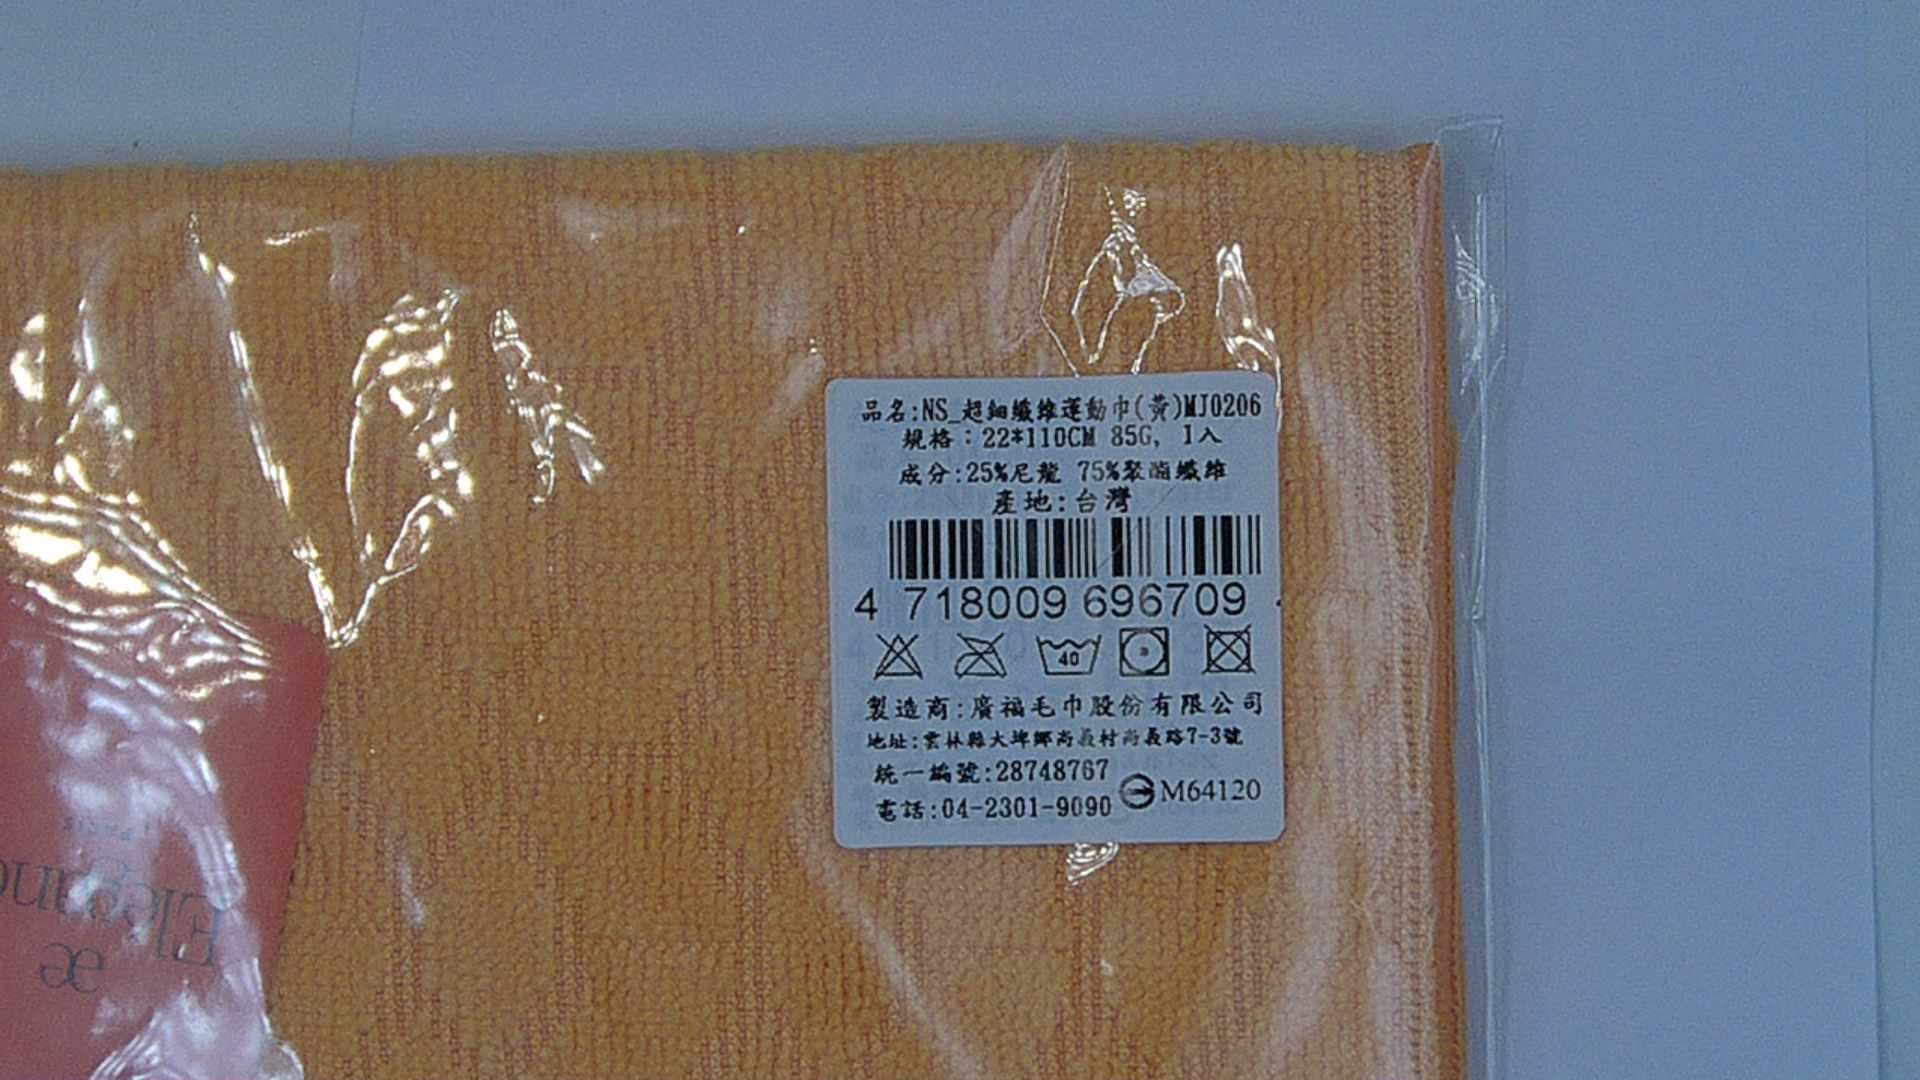 品名:NS_超細纖維運動巾(黃)MJ0206
規格：22*110CM 85G, 1入
成分:25%尼龍 75%聚酯纖維
產地:台灣
4 718009 696709
40
製造商:廣福毛巾股份有限公司
地址:雲林縣大埤鄉尚義村尚義路7-3號
統一編號:28748767
電話:04-2301-9090 M64120
æ